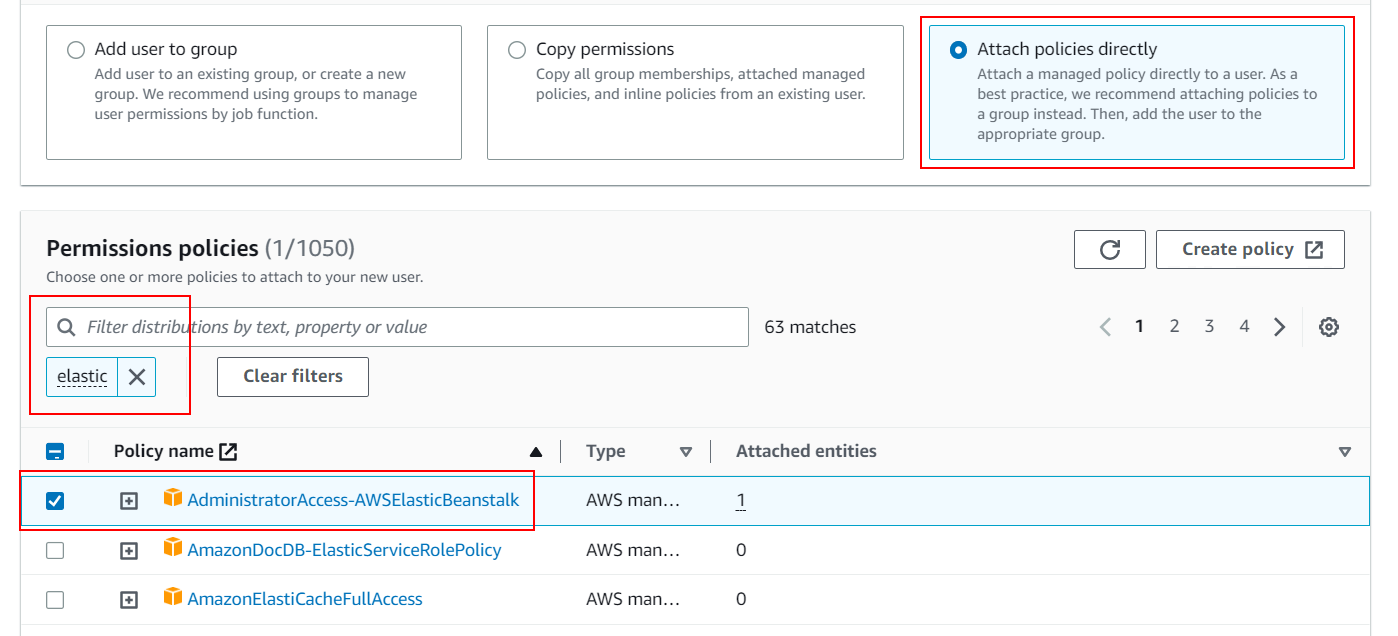 Add user to group
Add user to an existing group, or create a new
group. We recommend using groups to manage
user permissions by job function.
Copy permissions
Copy all group memberships, attached managed
policies, and inline policies from an existing user.
Attach policies directly
Attach a managed policy directly to a user. As a
best practice, we recommend attaching policies to
a group instead. Then, add the user to the
appropriate group.
Permissions policies (1/1050)
Choose one or more policies to attach to your new user.
Create policy
Filter distributions by text, property or value
63 matches
1 2 3 4
elastic
Clear filters
Policy name Type Attached entities
AdministratorAccess-AWSElasticBeanstalk AWS man... 1
AmazonDocDB-ElasticServiceRolePolicy AWS man... 0
AmazonElastiCacheFullAccess AWS man... 0